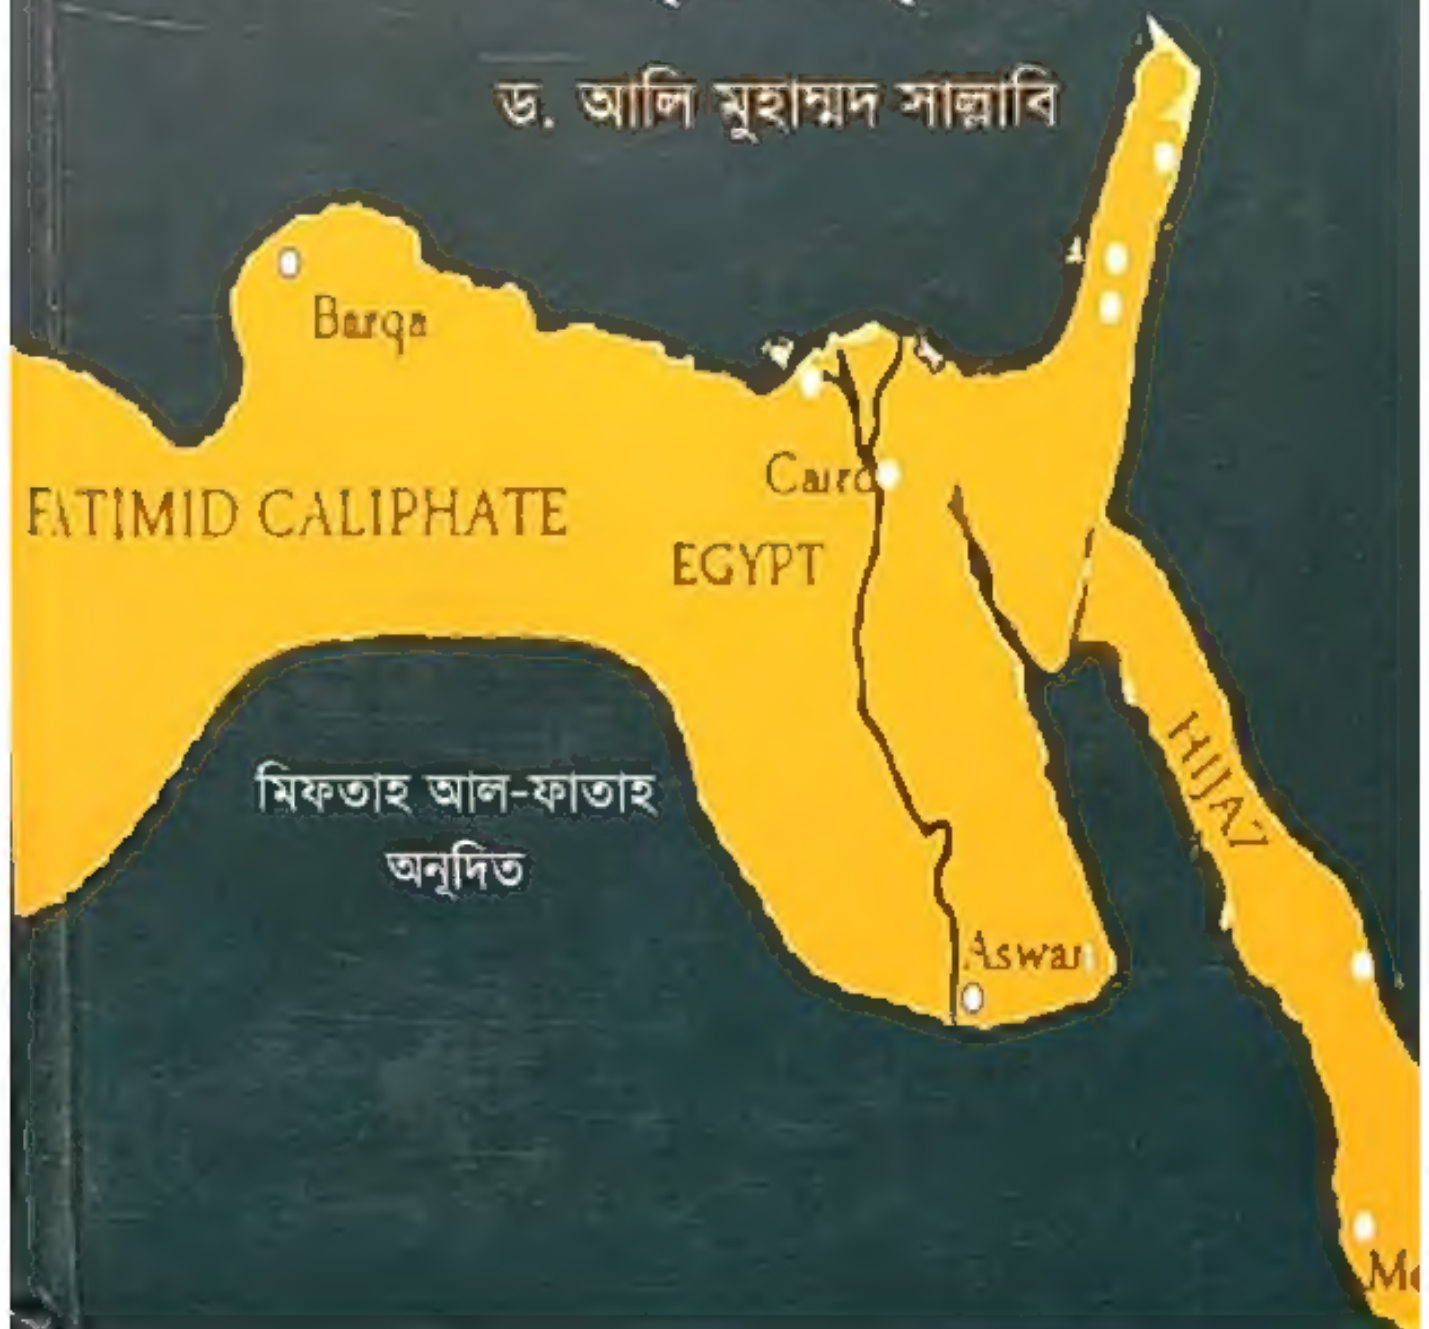 ড. আলি মুহাম্মদ সাল্লাবি
Barqa
Cairo
FATIMID CALIPHATE
EGYPT
HIJAZ
মিফতাহ আল-ফাতাহ
অনূদিত
Aswan